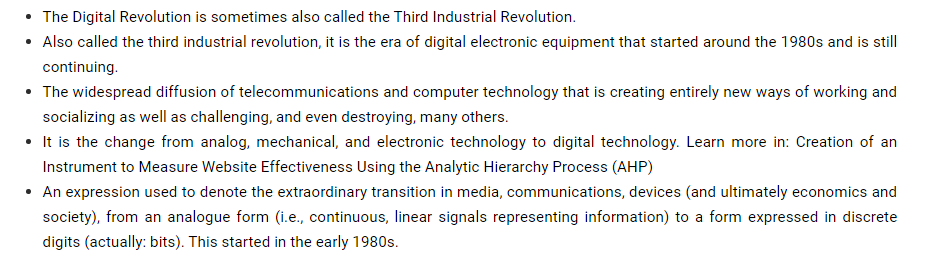 • The Digital Revolution is sometimes also called the Third Industrial Revolution.
• Also called the third industrial revolution, it is the era of digital electronic equipment that started around the 1980s and is still
continuing.
• The widespread diffusion of telecommunications and computer technology that is creating entirely new ways of working and
socializing as well as challenging, and even destroying, many others.
• It is the change from analog, mechanical, and electronic technology to digital technology. Learn more in: Creation of an
Instrument to Measure Website Effectiveness Using the Analytic Hierarchy Process (AHP)
• An expression used to denote the extraordinary transition in media, communications, devices (and ultimately economics and
society), from an analogue form (i.e., continuous, linear signals representing information) to a form expressed in discrete
digits (actually: bits). This started in the early 1980s.